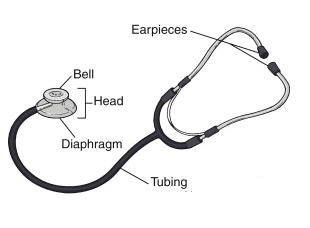 Earpieces
Bell
Head
Diaphragm
Tubing